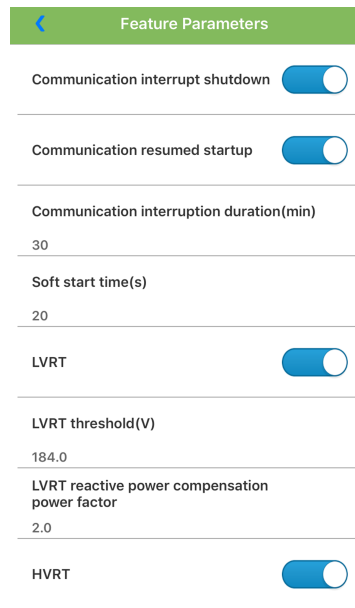 Feature Parameters
Communication interrupt shutdown
Communication resumed startup
Communication interruption duration(min)
30
Soft start time(s)
20
LVRT
LVRT threshold(V)
184.0
LVRT reactive power compensation
power factor
2.0
HVRT